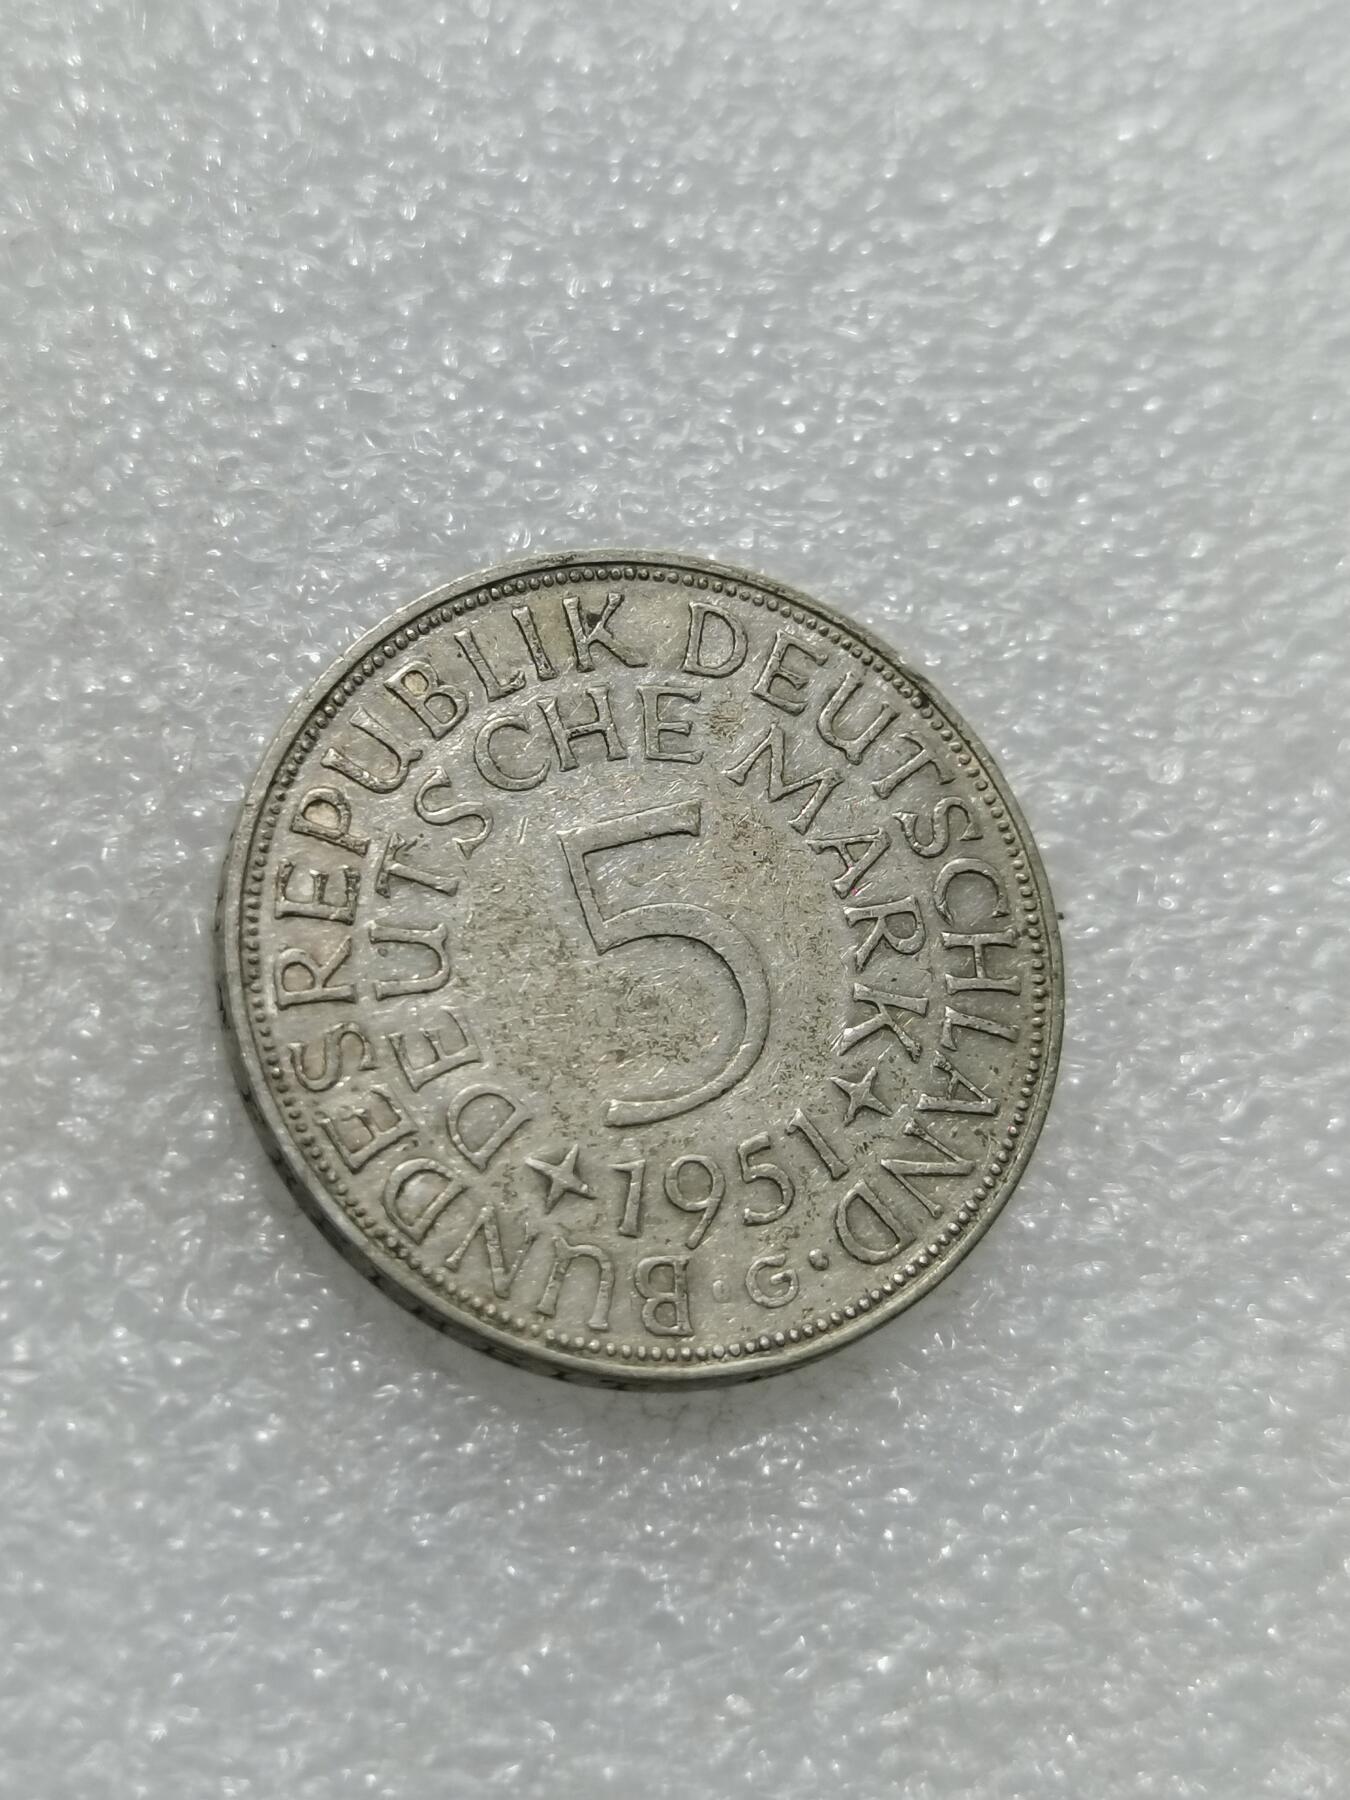 BUNDESREPUBLIK DEUTSCHLAND
DEUTSCHE MARK
5
1951
· G ·